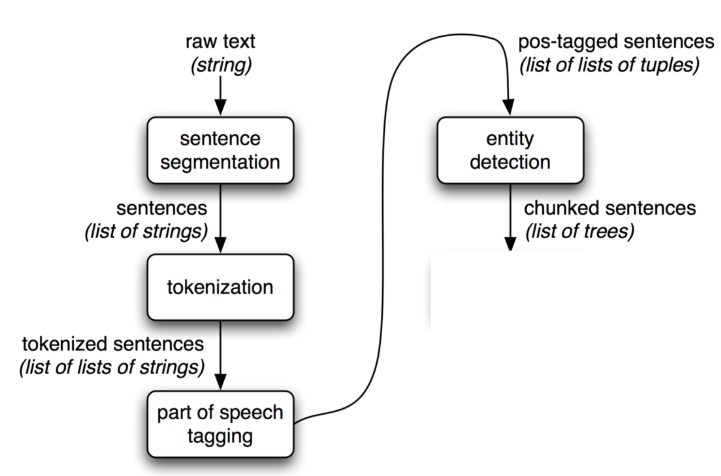 raw text
(string)
sentence
segmentation
sentences
(list of strings)
tokenization
tokenized sentences
(list of lists of strings)
part of speech
tagging
pos-tagged sentences
(list of lists of tuples)
entity
detection
chunked sentences
(list of trees)